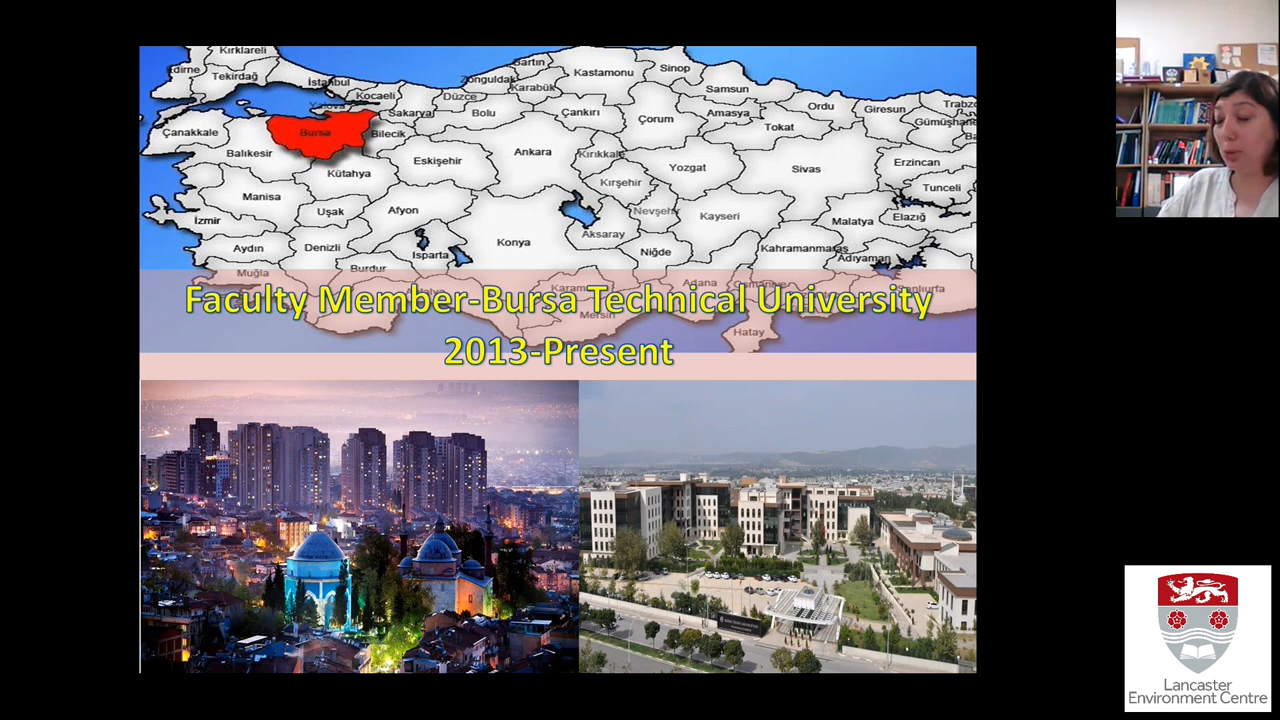 Kırklareli
Edirne
Tekirdağ
İstanbul
Yalova
Kocaeli
Sakarya
Düzce
Zonguldak
Bartın
Karabük
Kastamonu
Sinop
Samsun
Ordu
Giresun
Çanakkale
Balıkesir
Bursa
Bilecik
Bolu
Çankırı
Çorum
Amasya
Tokat
Eskişehir
Ankara
Kırıkkale
Yozgat
Sivas
Erzincan
Tunceli
Kütahya
Kırşehir
Manisa
Uşak
Afyon
Nevşehir
Kayseri
Malatya
Elazığ
İzmir
Aksaray
Aydın
Denizli
Isparta
Konya
Niğde
Kahramanmaraş
Adıyaman
Muğla
Burdur
Adana
Mersin
Hatay
Faculty Member-Bursa Technical University
2013-Present
Lancaster
Environment Centre